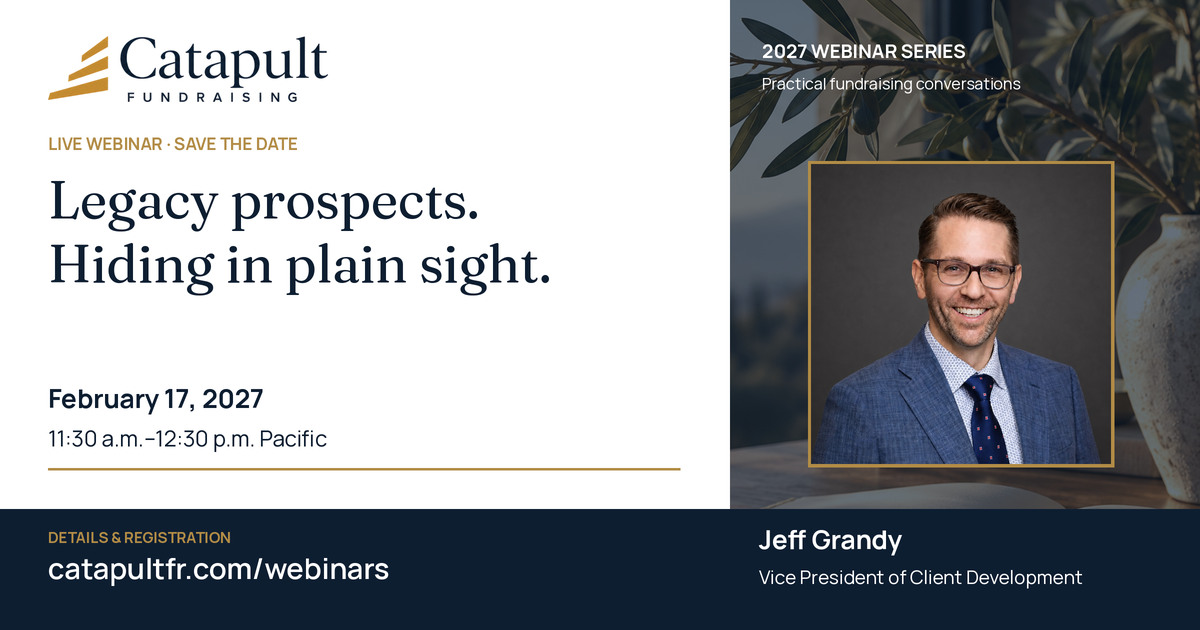 Catapult
FUNDRAISING
LIVE WEBINAR · SAVE THE DATE
Legacy prospects.
Hiding in plain sight.
February 17, 2027
11:30 a.m.–12:30 p.m. Pacific
DETAILS & REGISTRATION
catapultfr.com/webinars
2027 WEBINAR SERIES
Practical fundraising conversations
Jeff Grandy
Vice President of Client Development